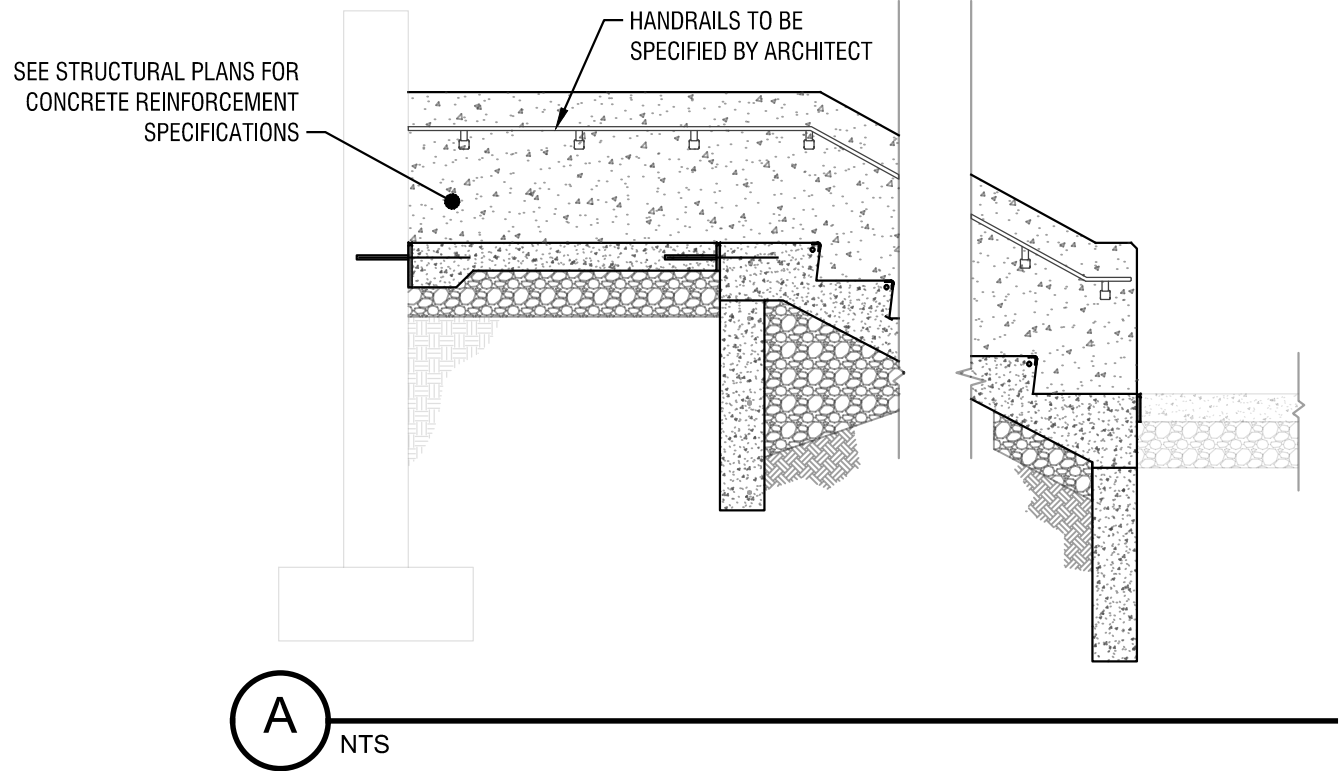 HANDRAILS TO BE
SPECIFIED BY ARCHITECT
SEE STRUCTURAL PLANS FOR
CONCRETE REINFORCEMENT
SPECIFICATIONS
A
NTS